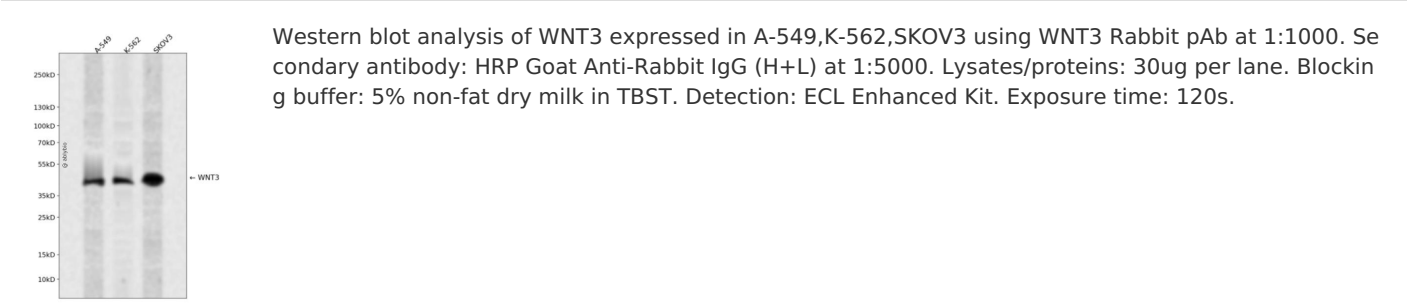 A-549
K-562
SKOV3
250kD
130kD
100kD
70kD
55kD
35kD
25kD
15kD
10kD
← WNT3
Western blot analysis of WNT3 expressed in A-549,K-562,SKOV3 using WNT3 Rabbit pAb at 1:1000. Se
condary antibody: HRP Goat Anti-Rabbit IgG (H+L) at 1:5000. Lysates/proteins: 30ug per lane. Blockin
g buffer: 5% non-fat dry milk in TBST. Detection: ECL Enhanced Kit. Exposure time: 120s.